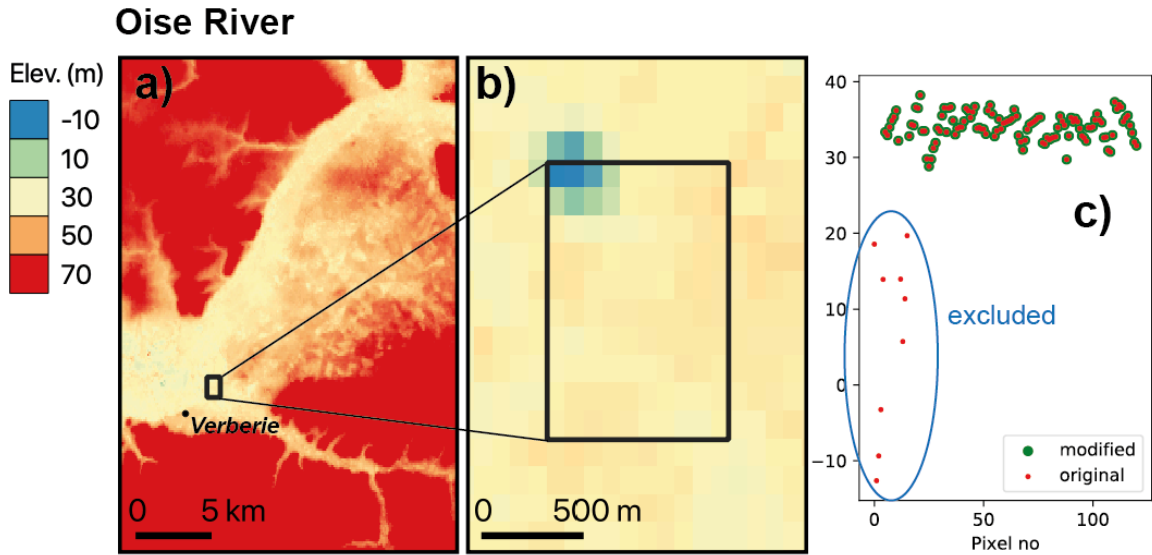 Oise River
Elev. (m)
-10
10
30
50
70
a)
Verberie
0 5 km
b)
0 500 m
40
30
20
10
0
−10
c)
excluded
modified
original
0 50 100
Pixel no